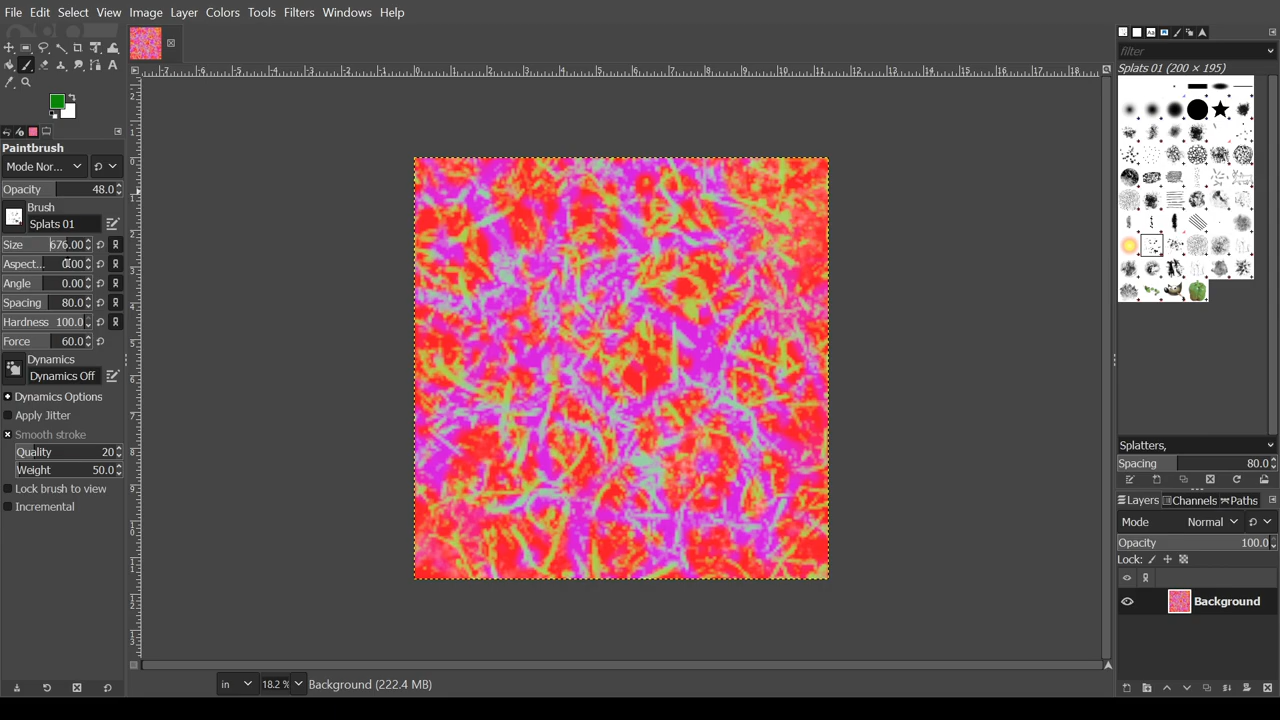 File Edit Select View Image Layer Colors Tools Filters Windows Help
filter
Splats 01 (200 × 195)
Paintbrush
Mode Nor...
Opacity 48.0
Brush
Splats 01
Size 676.00
Aspect... 0.00
Angle 0.00
Spacing 80.0
Hardness 100.0
Force 60.0
Dynamics
Dynamics Off
Dynamics Options
Apply Jitter
Smooth stroke
Quality 20
Weight 50.0
Lock brush to view
Incremental
Splatters,
Spacing 80.0
Layers Channels Paths
Mode Normal
Opacity 100.0
Lock:
Background
in 18.2 % Background (222.4 MB)